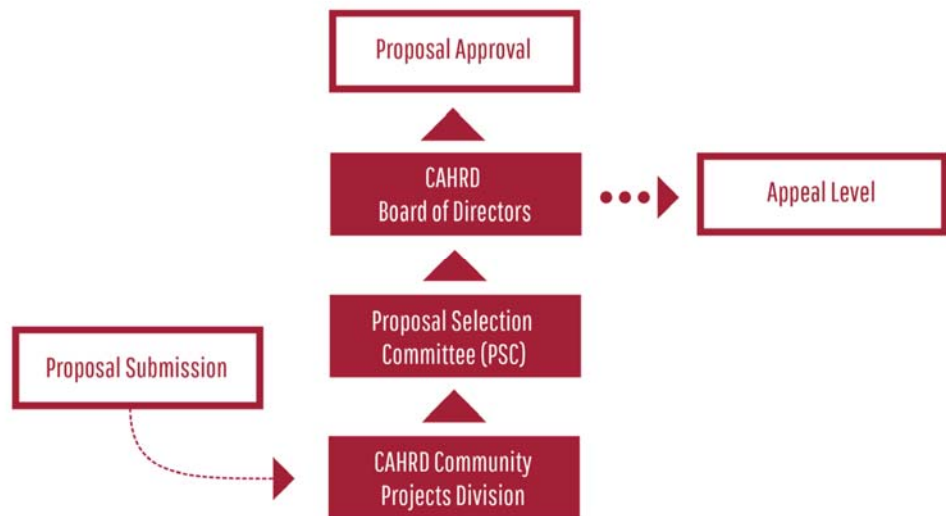 Proposal Approval
CAHRD
Board of Directors
Appeal Level
Proposal Selection
Committee (PSC)
Proposal Submission
CAHRD Community
Projects Division